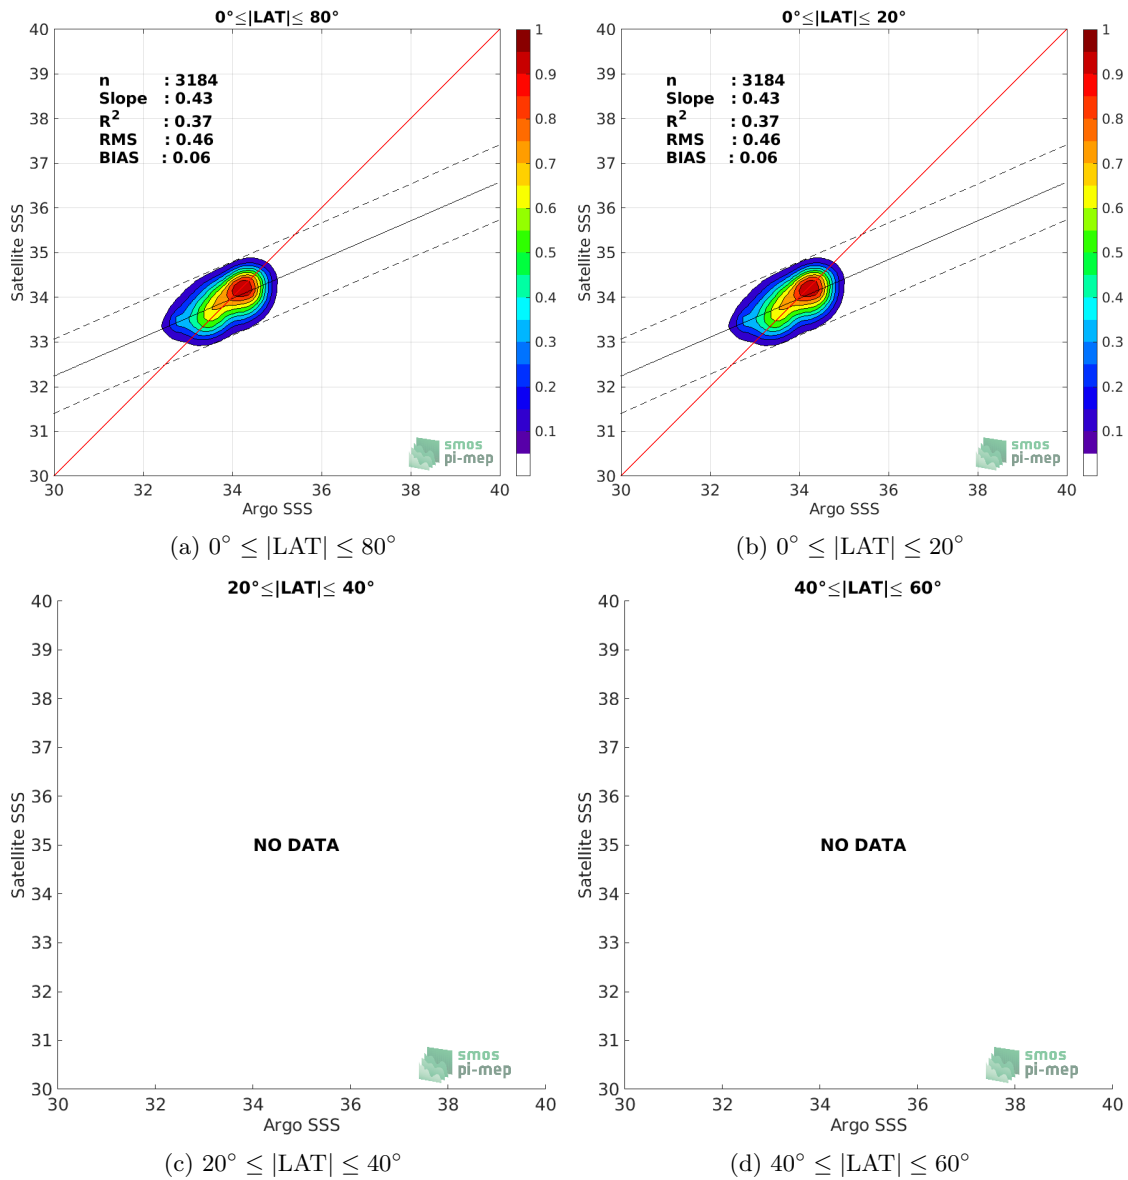 0°≤|LAT|≤ 80°
40
39
38
37
36
35
34
33
32
31
30
Satellite SSS
n : 3184
Slope : 0.43
R² : 0.37
RMS : 0.46
BIAS : 0.06
smos
pi-mep
30 32 34 36 38 40
Argo SSS
1
0.9
0.8
0.7
0.6
0.5
0.4
0.3
0.2
0.1
(a) 0° ≤ |LAT| ≤ 80°
0°≤|LAT|≤ 20°
40
39
38
37
36
35
34
33
32
31
30
Satellite SSS
n : 3184
Slope : 0.43
R² : 0.37
RMS : 0.46
BIAS : 0.06
smos
pi-mep
30 32 34 36 38 40
Argo SSS
1
0.9
0.8
0.7
0.6
0.5
0.4
0.3
0.2
0.1
(b) 0° ≤ |LAT| ≤ 20°
20°≤|LAT|≤ 40°
40
39
38
37
36
35
34
33
32
31
30
Satellite SSS
NO DATA
smos
pi-mep
30 32 34 36 38 40
Argo SSS
(c) 20° ≤ |LAT| ≤ 40°
40°≤|LAT|≤ 60°
40
39
38
37
36
35
34
33
32
31
30
Satellite SSS
NO DATA
smos
pi-mep
30 32 34 36 38 40
Argo SSS
(d) 40° ≤ |LAT| ≤ 60°